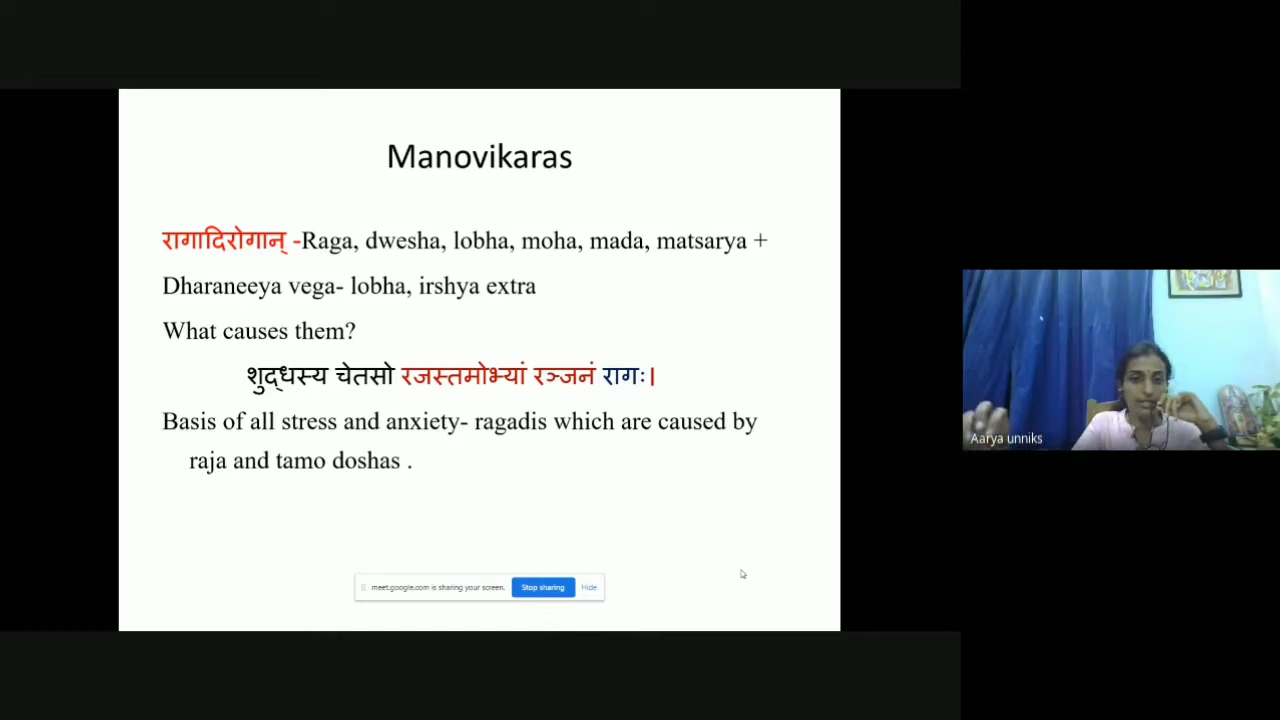 Manovikaras
रागादिरोगान् -Raga, dwesha, lobha, moha, mada, matsarya +
Dharaneeya vega- lobha, irshya extra
What causes them?
शुद्धस्य चेतसो रजस्तमोभ्यां रञ्जनं रागः।
Basis of all stress and anxiety- ragadis which are caused by
raja and tamo doshas .
Aarya unniks
meet.google.com is sharing your screen. Stop sharing Hide